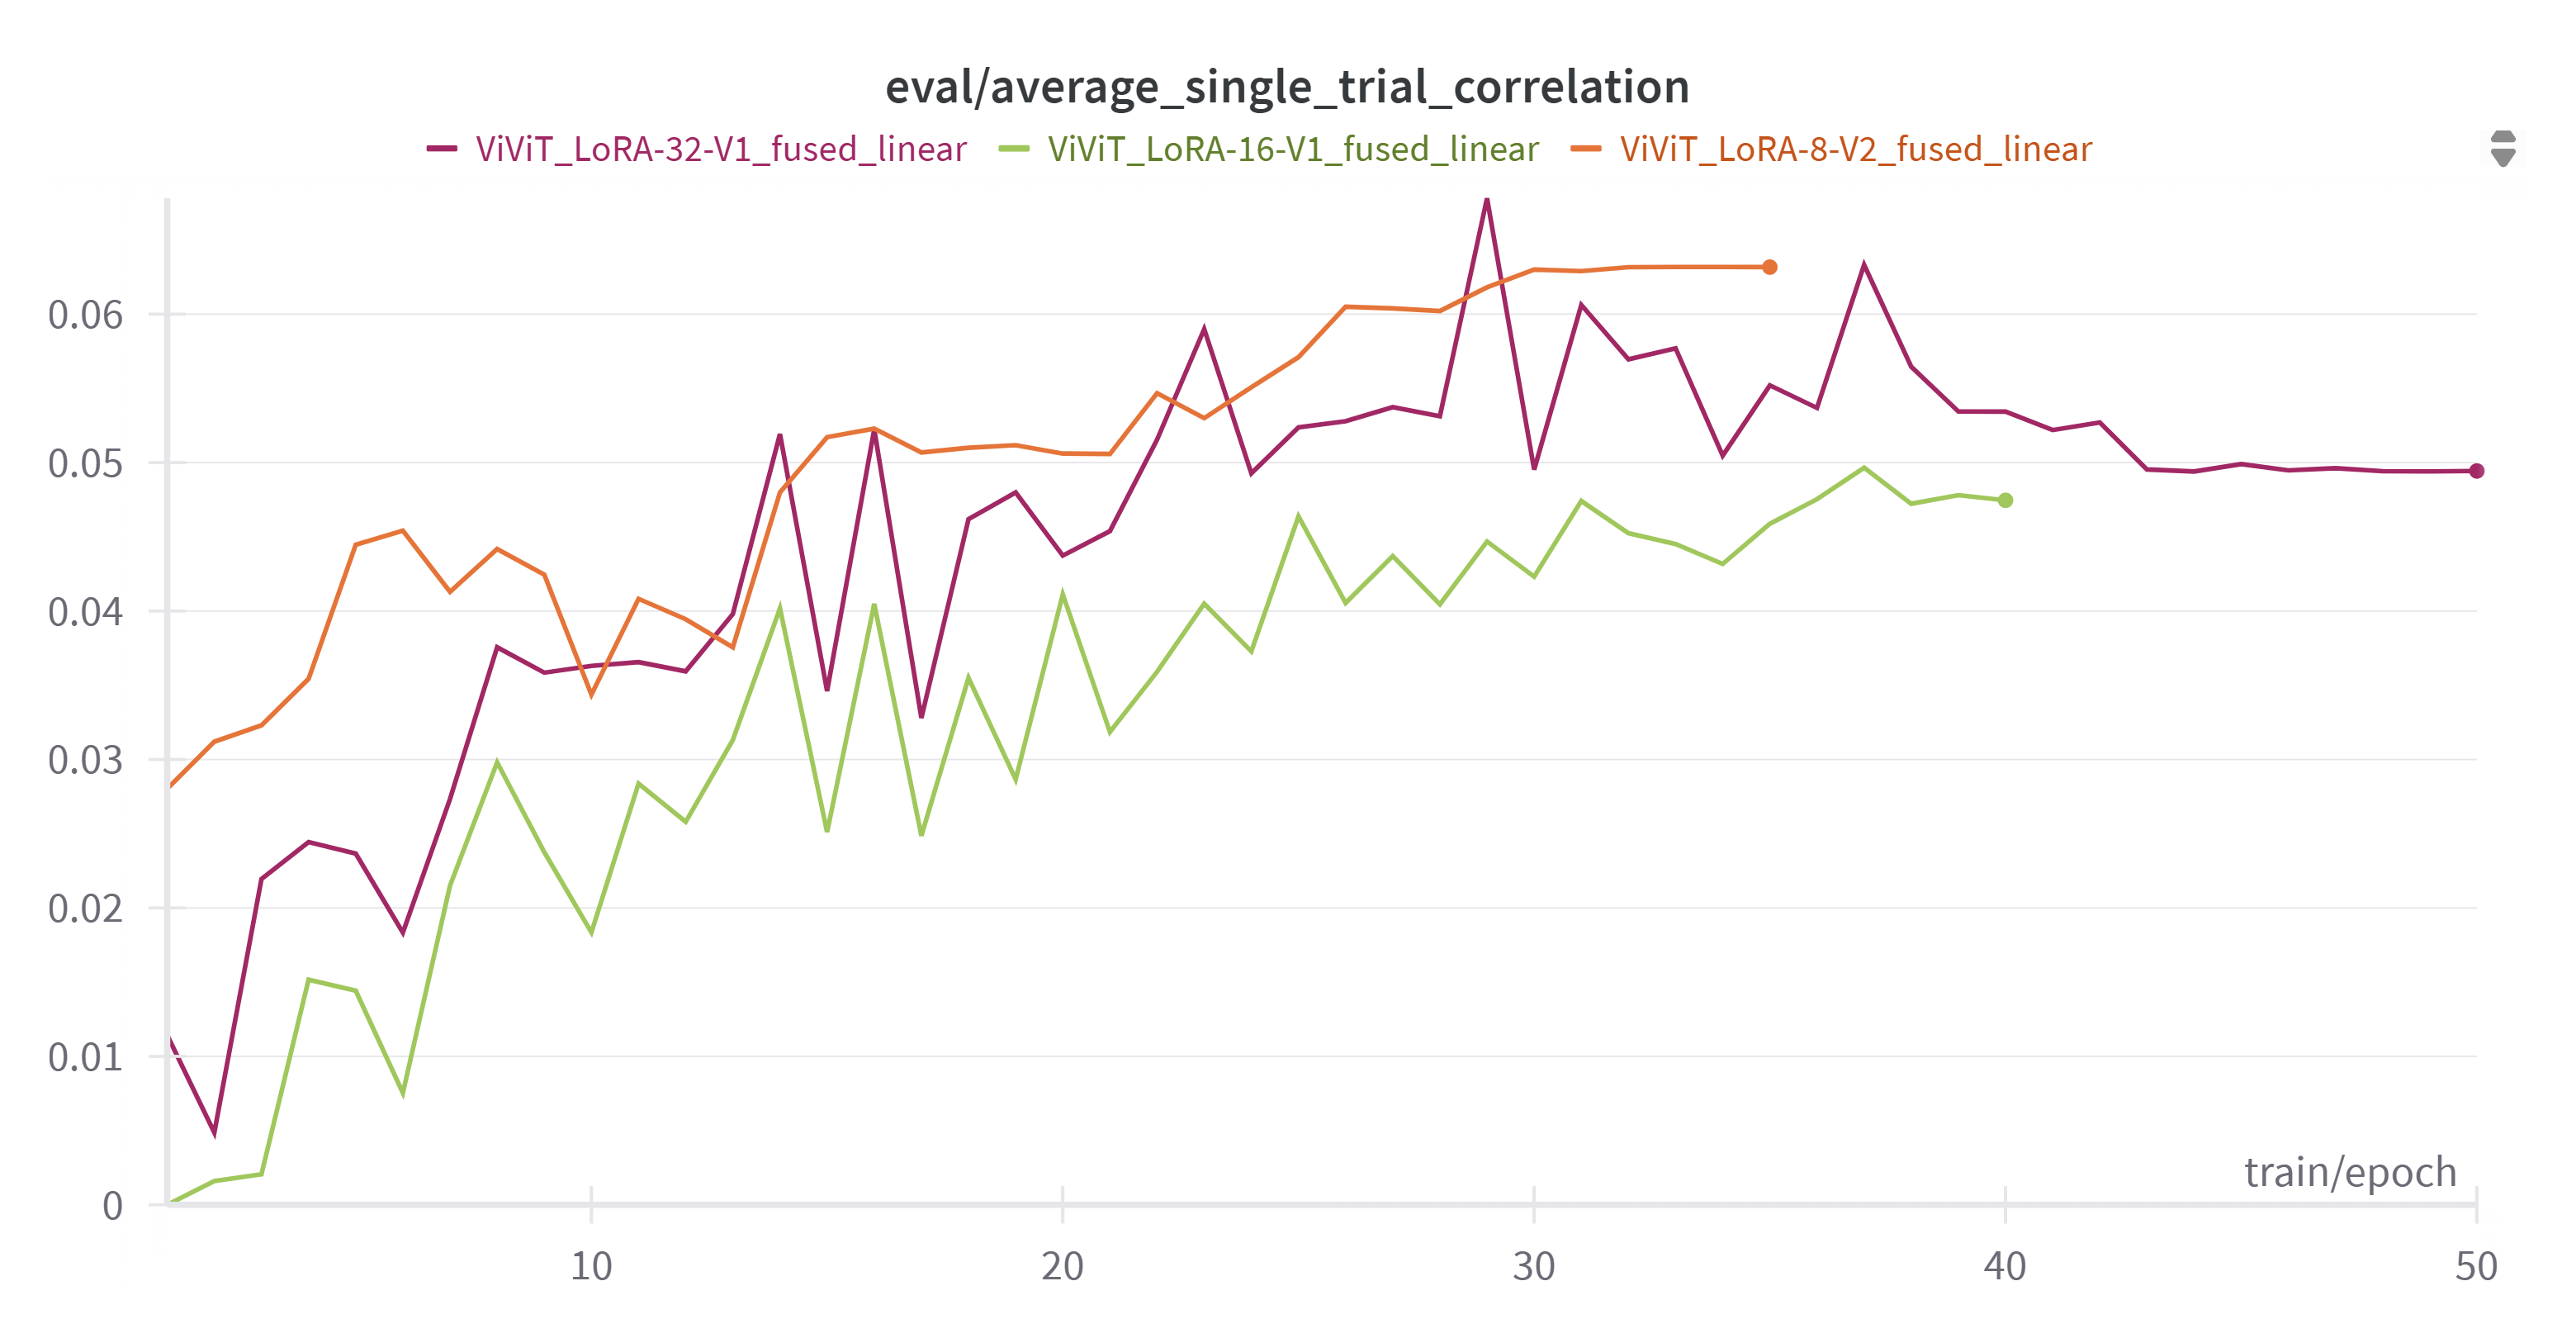 eval/average_single_trial_correlation
ViViT_LoRA-32-V1_fused_linear ViViT_LoRA-16-V1_fused_linear ViViT_LoRA-8-V2_fused_linear
0.06
0.05
0.04
0.03
0.02
0.01
train/epoch
0
10 20 30 40 50